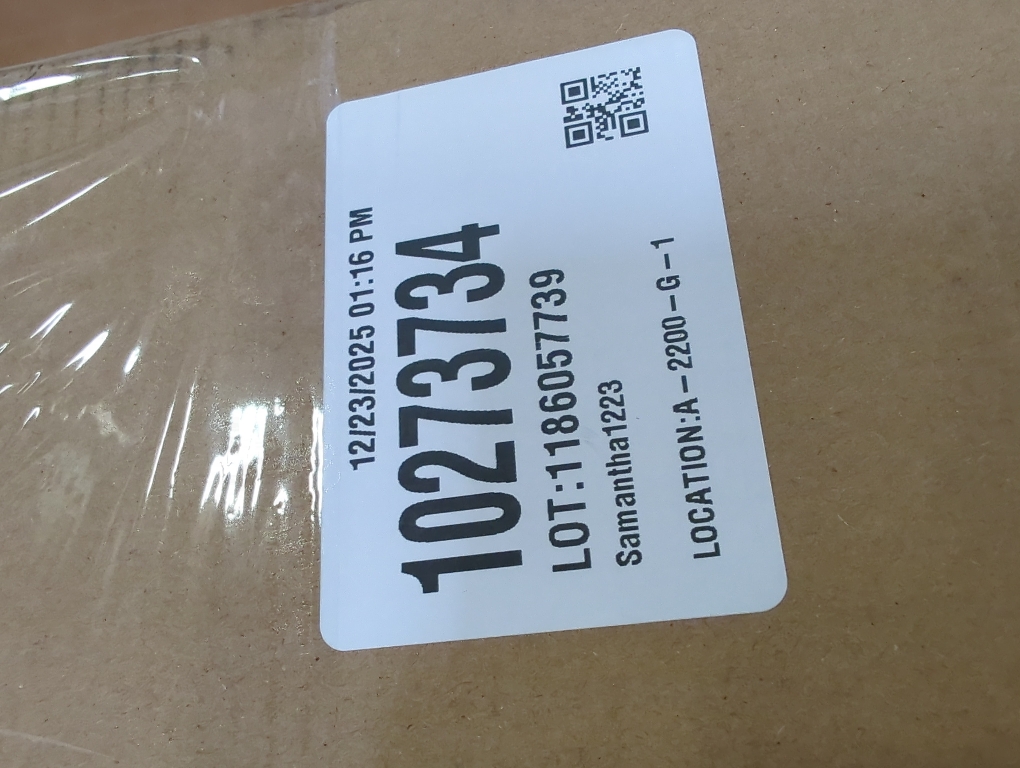 12/23/2025 01:16 PM
10273734
LOT:1186057739
Samantha1223
LOCATION:A-2200-G-1